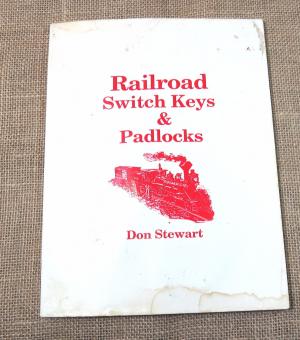 Railroad
Switch Keys
&
Padlocks
Don Stewart